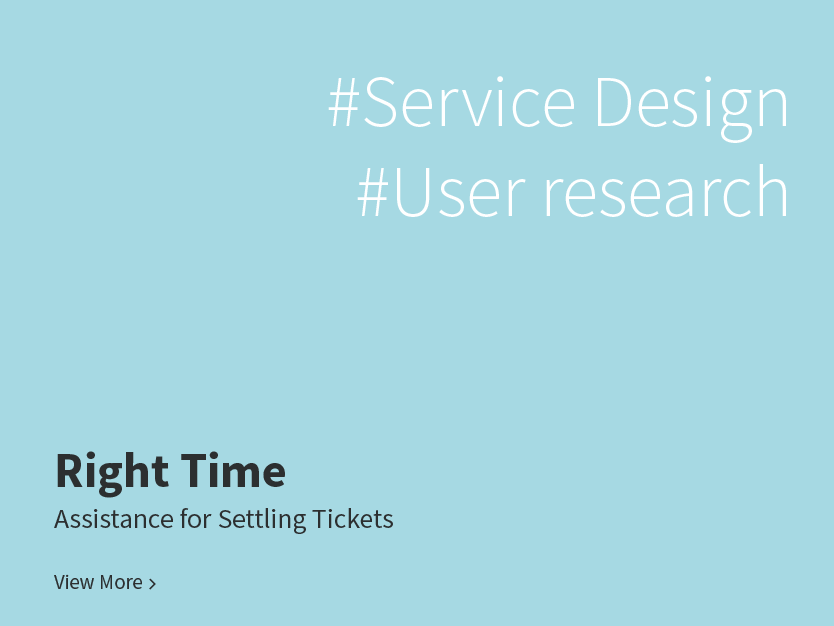 #Service Design
#User research
Right Time
Assistance for Settling Tickets
View More >